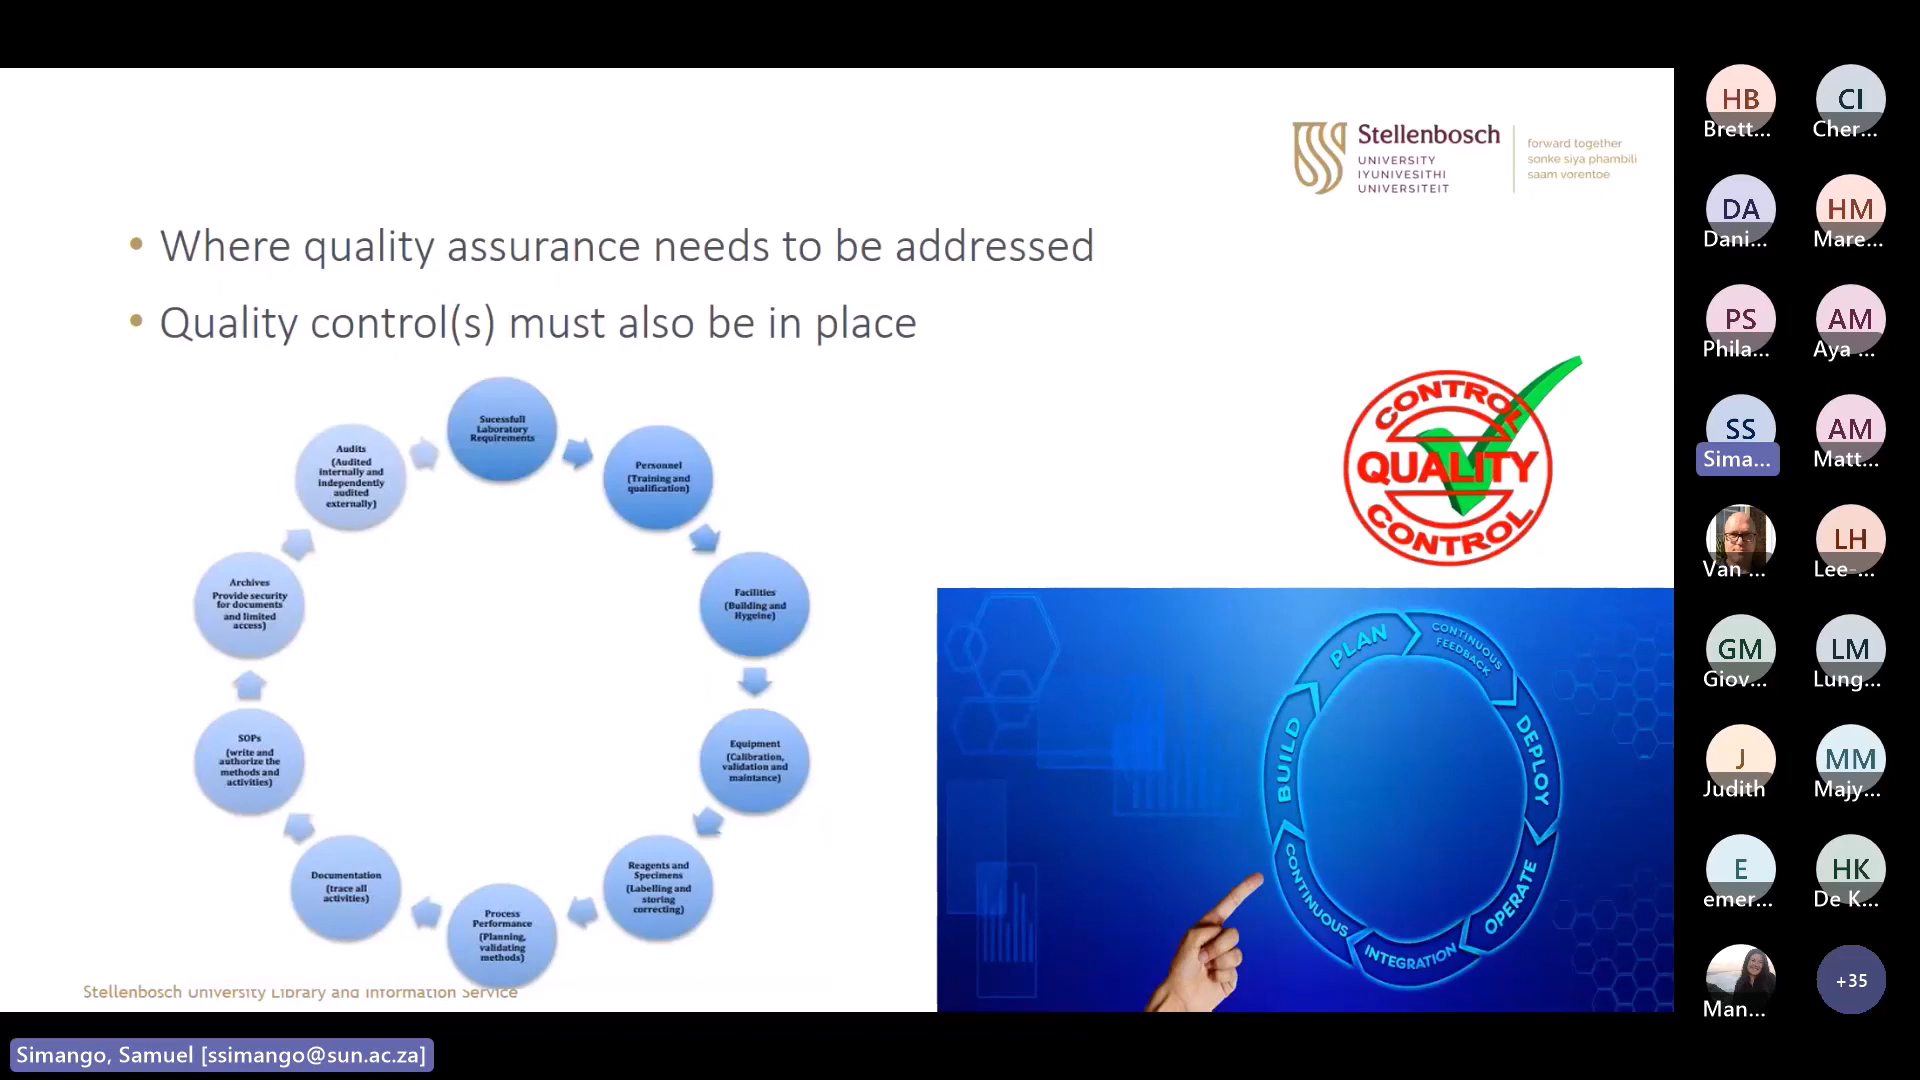 Stellenbosch
UNIVERSITY
IYUNIVESITHI
UNIVERSITEIT
forward together
sonke siya phambili
saam vorentoe
• Where quality assurance needs to be addressed
• Quality control(s) must also be in place
Sucessfull
Laboratory
Requirements
Personnel
(Training and
qualification)
Facilities
(Building and
Hygeine)
Equipment
(Calibration,
validation and
maintance)
Reagents and
Specimens
(Labelling and
storing
correcting)
Process
Performance
(Planning,
validating
methods)
Documentation
(trace all
activities)
SOPs
(write and
authorize the
methods and
activities)
Archives
Provide security
for documents
and limited
access)
Audits
(Audited
internally and
independently
audited
externally)
CONTROL
QUALITY
CONTROL
PLAN
CONTINUOUS
FEEDBACK
DEPLOY
OPERATE
INTEGRATION
CONTINUOUS
BUILD
Stellenbosch University Library and Information Service
HB
Brett...
CI
Cher...
DA
Dani...
HM
Mare...
PS
Phila...
AM
Aya ...
SS
Sima...
AM
Matt...
Van ...
LH
Lee-...
GM
Giov...
LM
Lung...
J
Judith
MM
Majy...
E
emer...
HK
De K...
Man...
+35
Simango, Samuel [ssimango@sun.ac.za]